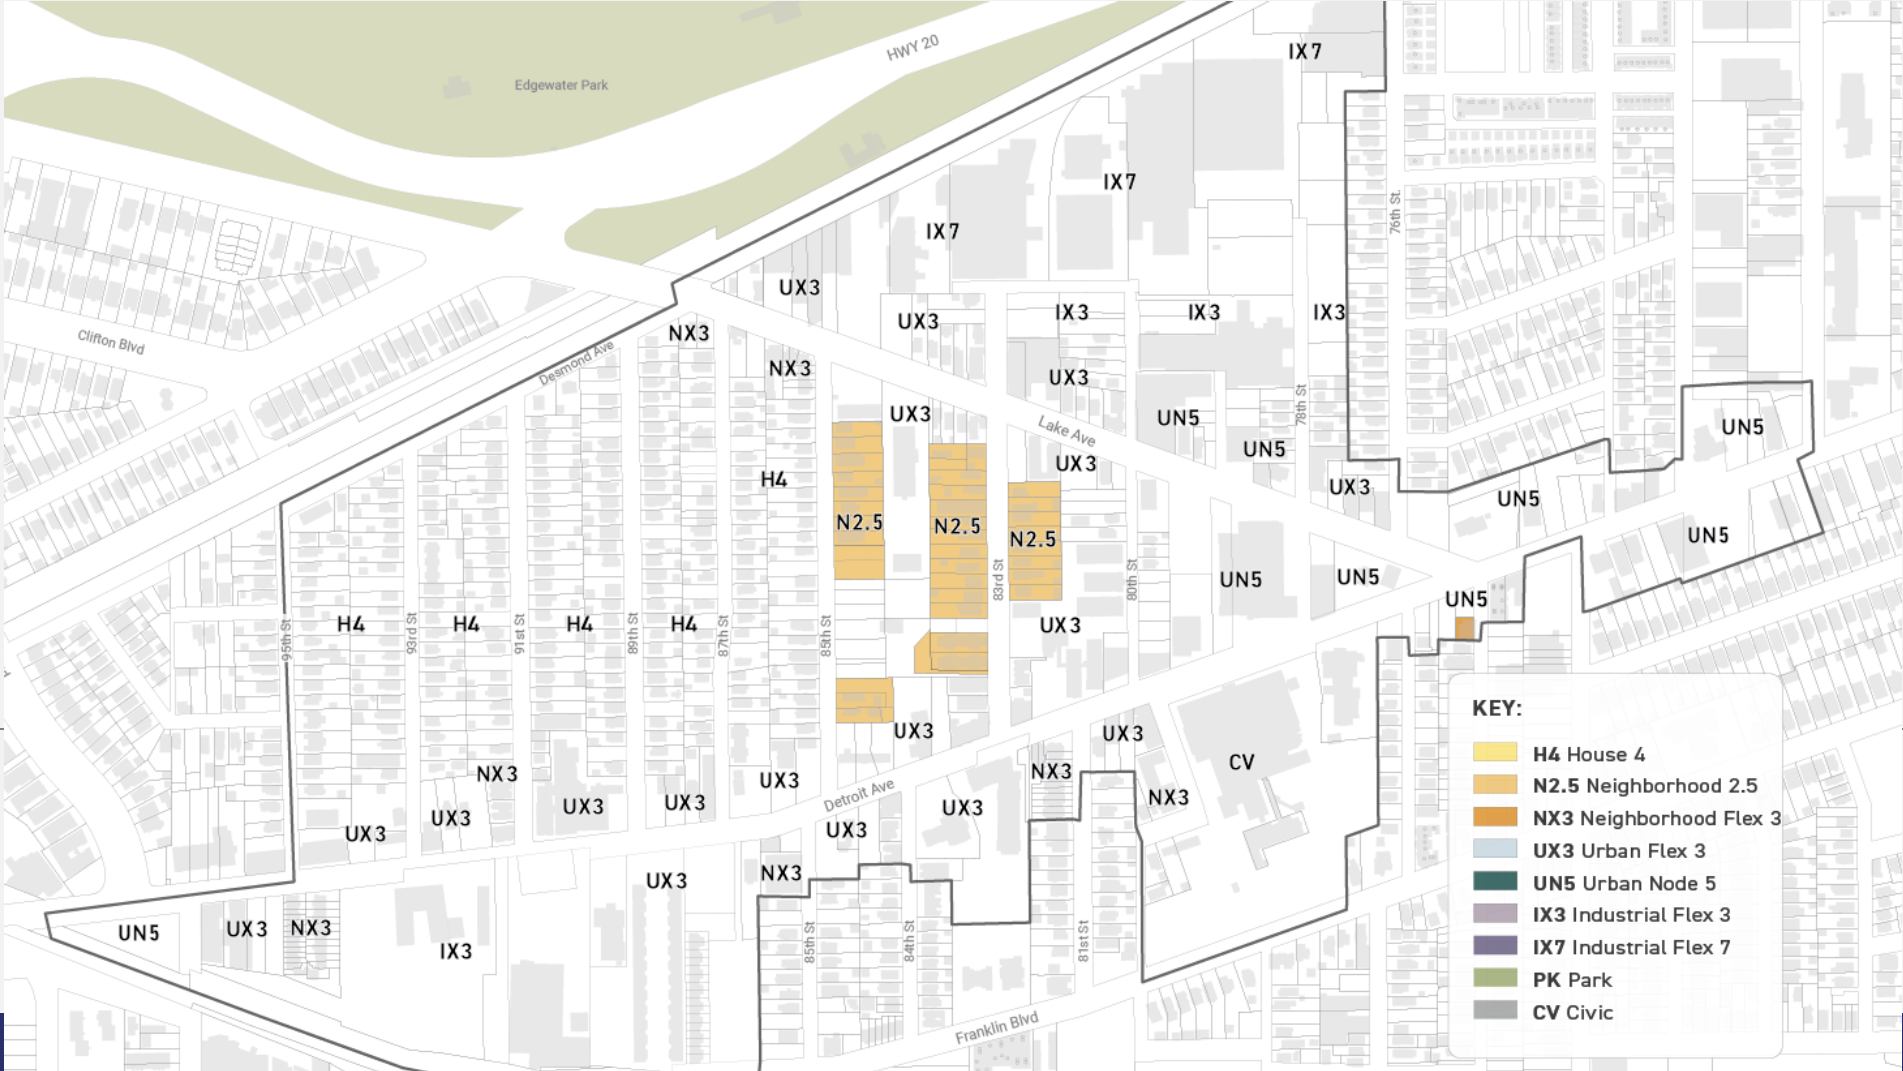 HWY 20
IX7
Edgewater Park
IX7
76th St.
IX7
UX3
UX3
IX3
IX3
IX3
NX3
Clifton Blvd
Desmond Ave
NX3
UX3
78th St
UX3
UN5
UN5
Lake Ave
UN5
UX3
H4
UX3
UN5
N2.5
N2.5
N2.5
UN5
83rd St
80th St
UN5
UN5
UN5
95th St
H4
93rd St
H4
91st St
H4
89th St
H4
87th St
85th St
UX3
UX3
UX3
CV
NX3
NX3
UX3
NX3
Detroit Ave
UX3
UX3
UX3
UX3
UX3
UX3
NX3
UX3
UN5
UX3
NX3
IX3
85th St
84th St
81st St
Franklin Blvd
KEY:
H4 House 4
N2.5 Neighborhood 2.5
NX3 Neighborhood Flex 3
UX3 Urban Flex 3
UN5 Urban Node 5
IX3 Industrial Flex 3
IX7 Industrial Flex 7
PK Park
CV Civic